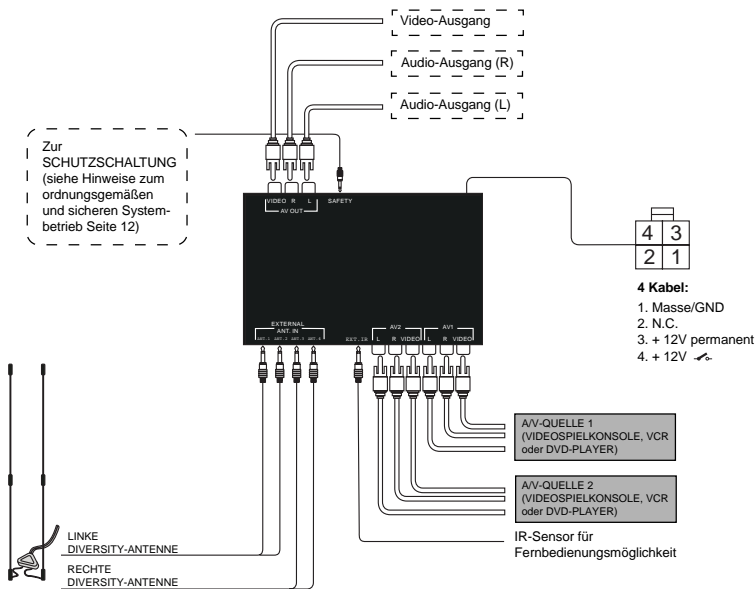 Video-Ausgang
Audio-Ausgang (R)
Audio-Ausgang (L)
Zur
SCHUTZSCHALTUNG
(siehe Hinweise zum
ordnungsgemäßen
und sicheren System-
betrieb Seite 12)
VIDEO R L SAFETY
AV OUT
4 3
2 1
4 Kabel:
1. Masse/GND
2. N.C.
3. + 12V permanent
4. + 12V
EXTERNAL
ANT. IN
ANT.1 ANT.2 ANT.3 ANT.4
EXT.IR
AV2 AV1
L R VIDEO L R VIDEO
A/V-QUELLE 1
(VIDEOSPIELKONSOLE, VCR
oder DVD-PLAYER)
A/V-QUELLE 2
(VIDEOSPIELKONSOLE, VCR
oder DVD-PLAYER)
IR-Sensor für
Fernbedienungsmöglichkeit
LINKE
DIVERSITY-ANTENNE
RECHTE
DIVERSITY-ANTENNE